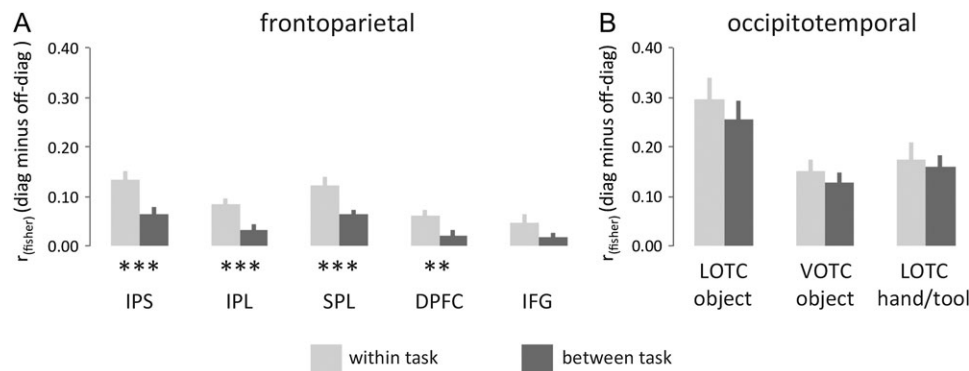 A frontoparietal
r(fisher) (diag minus off-diag)
0.40
0.30
0.20
0.10
0.00
*** *** *** **
IPS IPL SPL DPFC IFG
B occipitotemporal
r(fisher) (diag minus off-diag)
0.40
0.30
0.20
0.10
0.00
LOTC VOTC LOTC
object object hand/tool
within task between task